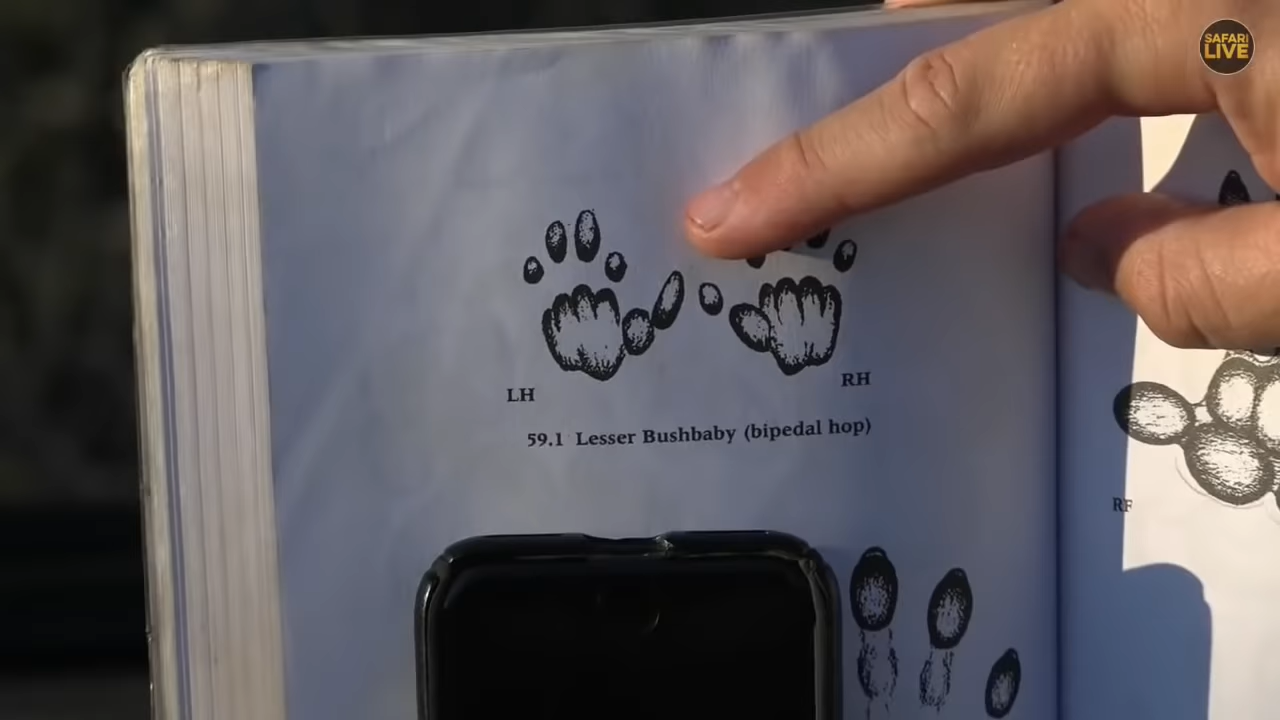 SAFARI
LIVE
LH
RH
59.1 Lesser Bushbaby (bipedal hop)
RF